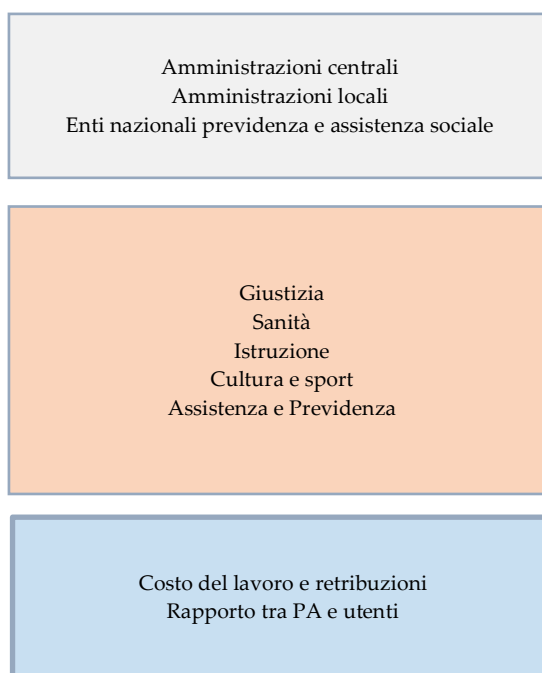 Amministrazioni centrali
Amministrazioni locali
Enti nazionali previdenza e assistenza sociale
Giustizia
Sanità
Istruzione
Cultura e sport
Assistenza e Previdenza
Costo del lavoro e retribuzioni
Rapporto tra PA e utenti